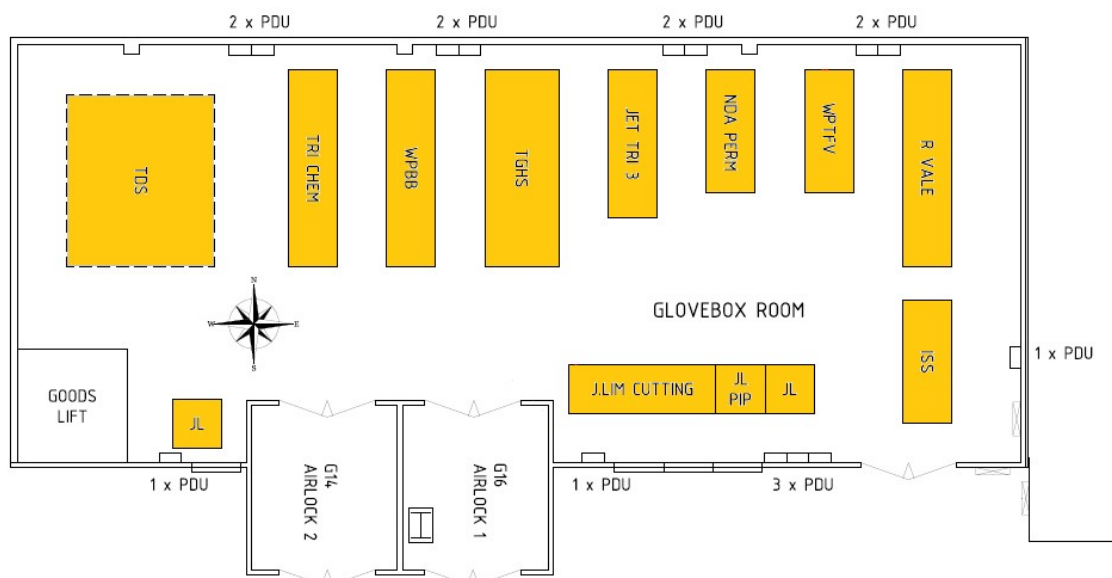 2 x PDU
2 x PDU
2 x PDU
2 x PDU
TDS
TRI CHEM
WPBB
TGHS
JET TRI 3
NDA PERM
WPTFV
R VALE
N
W
E
S
GLOVEBOX ROOM
ISS
1 x PDU
GOODS
LIFT
JL
J.LIM CUTTING
JL
PIP
JL
G14
AIRLOCK 2
G16
AIRLOCK 1
1 x PDU
1 x PDU
3 x PDU